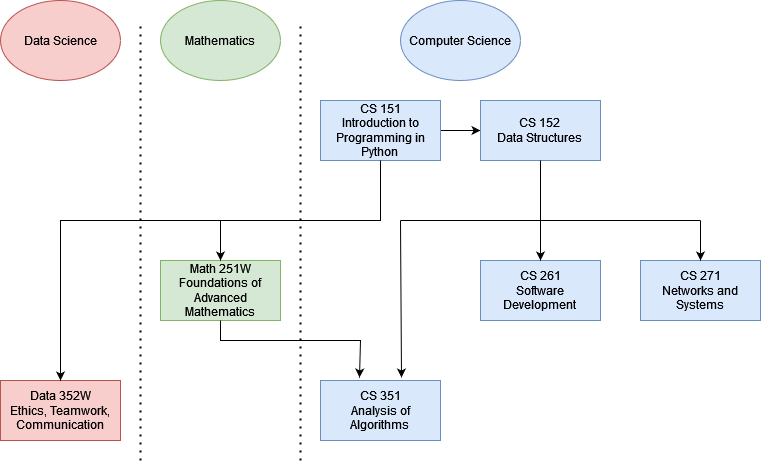 Data Science
Mathematics
Computer Science
CS 151
Introduction to
Programming in
Python
CS 152
Data Structures
Math 251W
Foundations of
Advanced
Mathematics
CS 261
Software
Development
CS 271
Networks and
Systems
Data 352W
Ethics, Teamwork,
Communication
CS 351
Analysis of
Algorithms